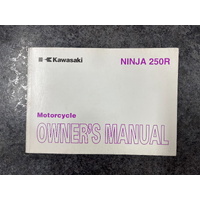 Kawasaki
NINJA 250R
Motorcycle
OWNER'S MANUAL